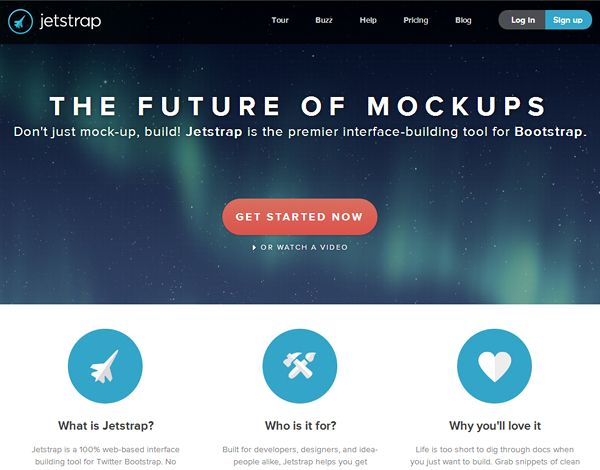 jetstrap
Tour Buzz Help Pricing Blog Log In Sign up
THE FUTURE OF MOCKUPS
Don't just mock-up, build! Jetstrap is the premier interface-building tool for Bootstrap.
GET STARTED NOW
OR WATCH A VIDEO
What is Jetstrap?
Jetstrap is a 100% web-based interface
building tool for Twitter Bootstrap. No
Who is it for?
Built for developers, designers, and idea-
people alike, Jetstrap helps you get
Why you'll love it
Life is too short to dig through docs when
you just want to build. Grab snippets of clean